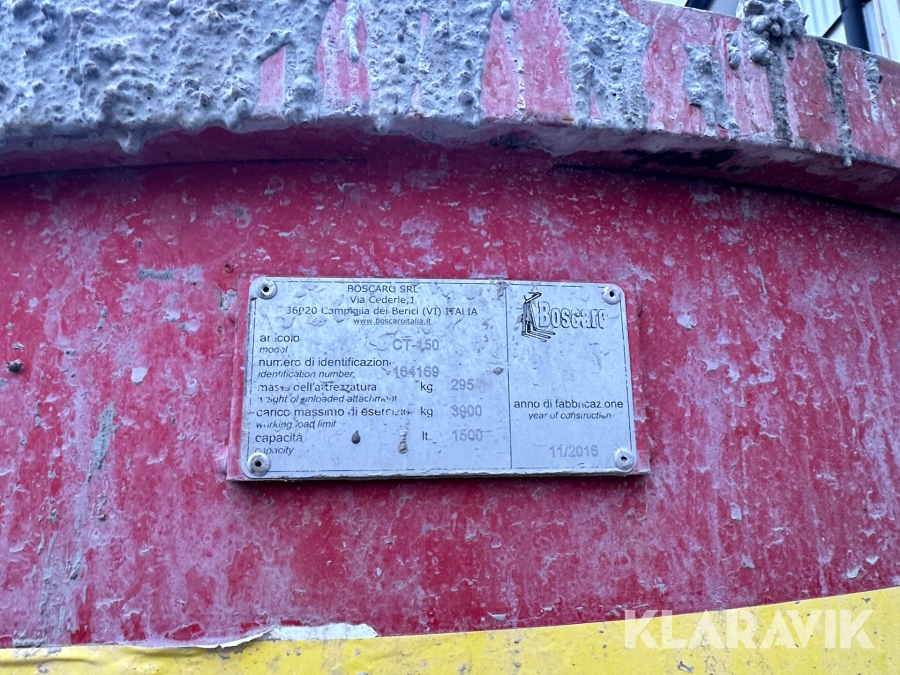 BOSCARO SRL
Via Cederle,1
36020 Campiglia dei Berici (VI) ITALIA
www.boscaroitalia.it
Boscaro
articolo
model
CT-150
numero di identificazion
identification number
164169
massa dell'attrezzatura kg 295
weight of unloaded attachment
carico massimo di esercizio kg 3900
working load limit
capacità lt. 1500
capacity
anno di fabbricazione
year of construction
11/2016
KLARAVIK